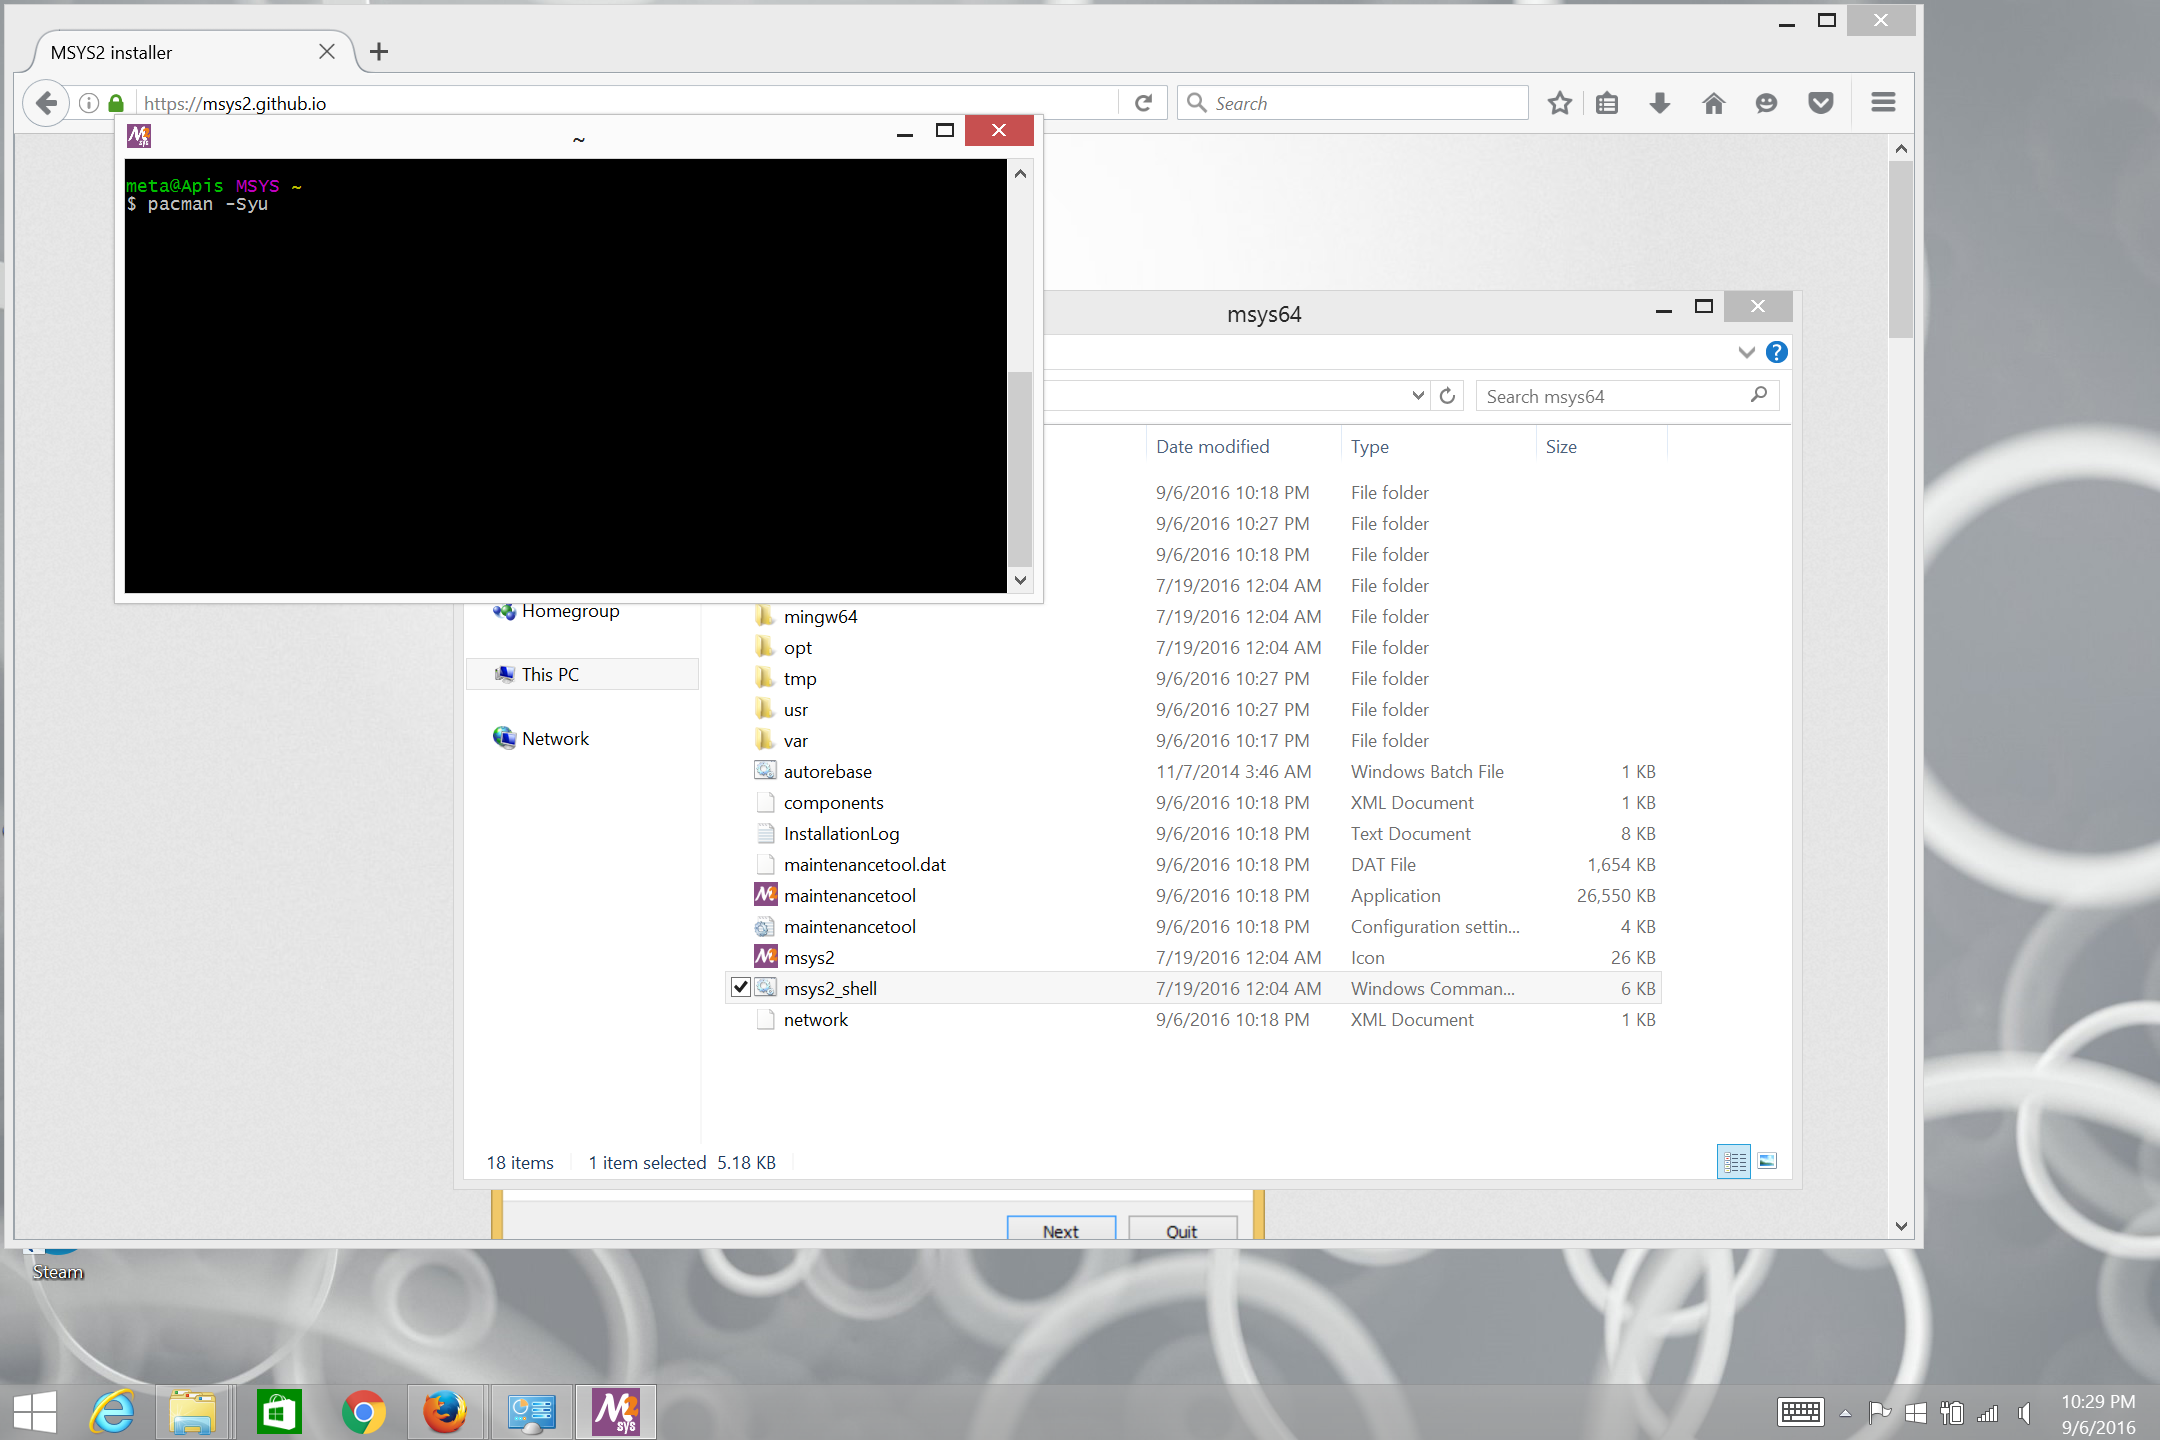 MSYS2 installer
https://msys2.github.io
Search
~
meta@Apis MSYS ~
$ pacman -Syu
msys64
Search msys64
Date modified Type Size
9/6/2016 10:18 PM File folder
9/6/2016 10:27 PM File folder
9/6/2016 10:18 PM File folder
7/19/2016 12:04 AM File folder
Homegroup
This PC
Network
mingw64 7/19/2016 12:04 AM File folder
opt 7/19/2016 12:04 AM File folder
tmp 9/6/2016 10:27 PM File folder
usr 9/6/2016 10:27 PM File folder
var 9/6/2016 10:17 PM File folder
autorebase 11/7/2014 3:46 AM Windows Batch File 1 KB
components 9/6/2016 10:18 PM XML Document 1 KB
InstallationLog 9/6/2016 10:18 PM Text Document 8 KB
maintenancetool.dat 9/6/2016 10:18 PM DAT File 1,654 KB
maintenancetool 9/6/2016 10:18 PM Application 26,550 KB
maintenancetool 9/6/2016 10:18 PM Configuration settin... 4 KB
msys2 7/19/2016 12:04 AM Icon 26 KB
msys2_shell 7/19/2016 12:04 AM Windows Comman... 6 KB
network 9/6/2016 10:18 PM XML Document 1 KB
18 items 1 item selected 5.18 KB
Next Quit
Steam
M2 sys
10:29 PM
9/6/2016